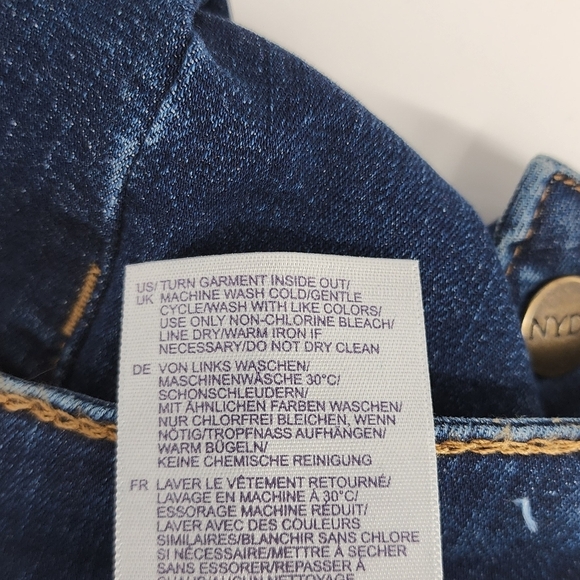 US/ TURN GARMENT INSIDE OUT/
UK MACHINE WASH COLD/GENTLE
CYCLE/WASH WITH LIKE COLORS/
USE ONLY NON-CHLORINE BLEACH/
LINE DRY/WARM IRON IF
NECESSARY/DO NOT DRY CLEAN
DE VON LINKS WASCHEN/
MASCHINENWÄSCHE 30°C/
SCHONSCHLEUDERN/
MIT ÄHNLICHEN FARBEN WASCHEN/
NUR CHLORFREI BLEICHEN, WENN
NÖTIG/TROPFNASS AUFHÄNGEN/
WARM BÜGELN/
KEINE CHEMISCHE REINIGUNG
FR LAVER LE VÊTEMENT RETOURNÉ/
LAVAGE EN MACHINE À 30°C/
ESSORAGE MACHINE RÉDUIT/
LAVER AVEC DES COULEURS
SIMILAIRES/BLANCHIR SANS CHLORE
SI NÉCESSAIRE/METTRE À SECHER
SANS ESSORER/REPASSER À
CHAUD/AUCUN NETTOYAGE
NYD